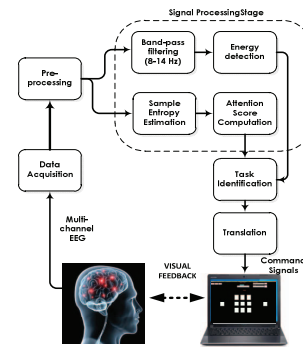 Signal ProcessingStage
Band-pass
filtering
(8-14 Hz)
Energy
detection
Pre-
processing
Sample
Entropy
Estimation
Attention
Score
Computation
Data
Acquisition
Task
Identification
Multi-
channel
EEG
Translation
Command
Signals
VISUAL
FEEDBACK